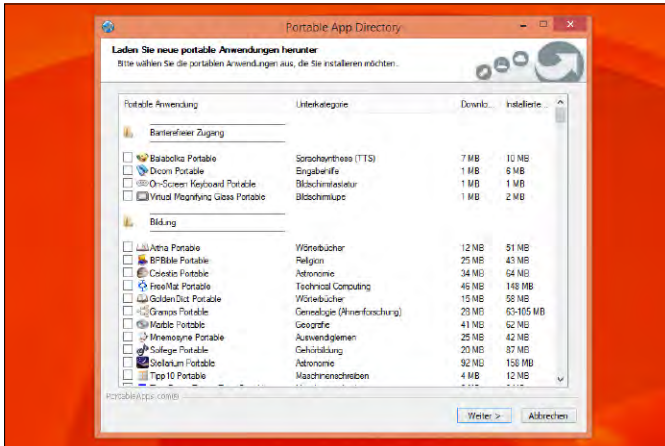 Portable App Directory
Laden Sie neue portable Anwendungen herunter
Bitte wählen Sie die portablen Anwendungen aus, die Sie installieren möchten.
Portable Anwendung Unterkategorie Downlo... Installierte ...
Barrierefreier Zugang
Balabolka Portable Sprachsynthese (TTS) 7 MB 10 MB
Dicom Portable Eingabehilfe 1 MB 6 MB
On-Screen Keyboard Portable Bildschirmtastatur 1 MB 1 MB
Virtual Magnifying Glass Portable Bildschirmlupe 1 MB 2 MB
Bildung
Artha Portable Wörterbücher 12 MB 51 MB
BPBible Portable Religion 25 MB 43 MB
Celestia Portable Astronomie 34 MB 64 MB
FreeMat Portable Technical Computing 46 MB 148 MB
GoldenDict Portable Wörterbücher 15 MB 58 MB
Gramps Portable Genealogie (Ahnenforschung) 28 MB 63-105 MB
Marble Portable Geografie 41 MB 62 MB
Mnemosyne Portable Auswendiglernen 25 MB 42 MB
Solfege Portable Gehörbildung 20 MB 87 MB
Stellarium Portable Astronomie 92 MB 158 MB
Tipp10 Portable Maschinenschreiben 4 MB 12 MB
PortableApps.com®
Weiter > Abbrechen